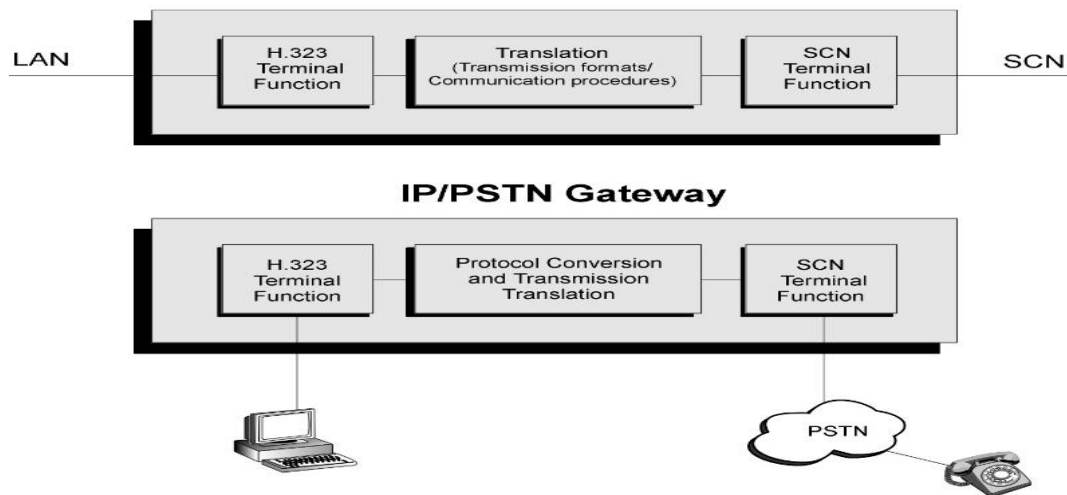 LAN
H.323
Terminal
Function
Translation
(Transmission formats/
Communication procedures)
SCN
Terminal
Function
SCN
IP/PSTN Gateway
H.323
Terminal
Function
Protocol Conversion
and Transmission
Translation
SCN
Terminal
Function
PSTN